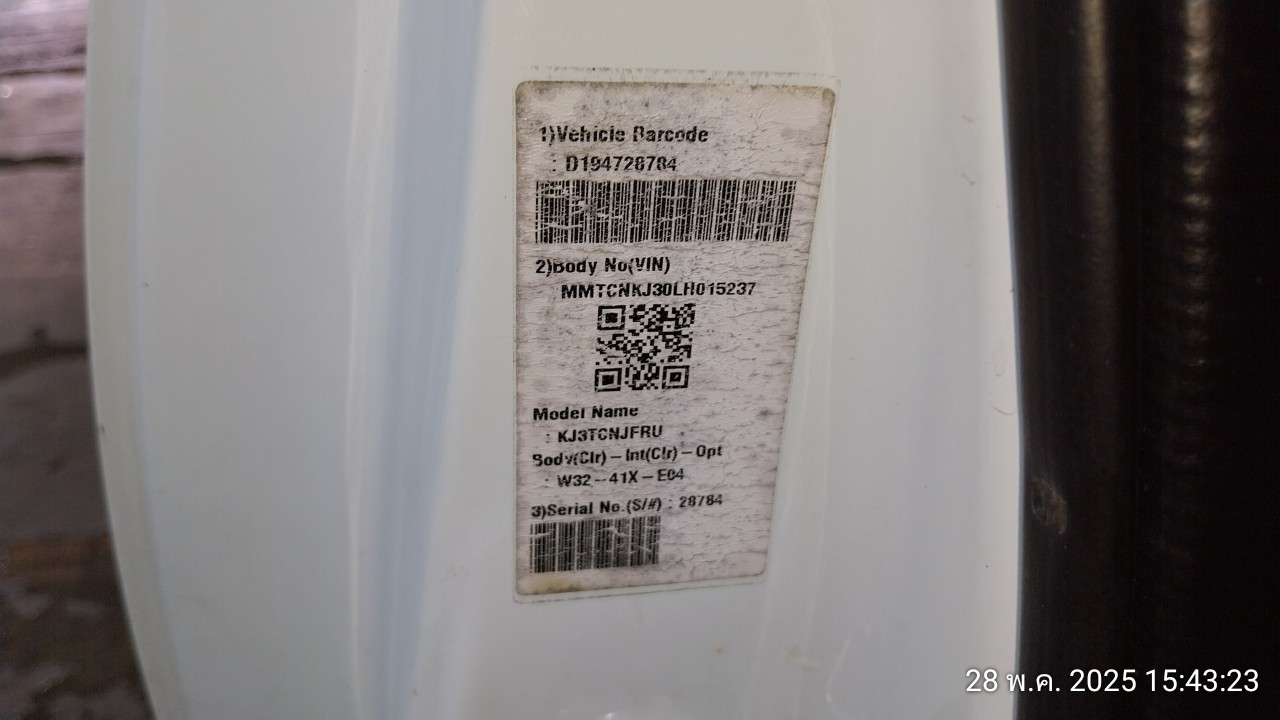 1)Vehicle Barcode
: D194728784
2)Body No(VIN)
MMTCNKJ30LH015237
Model Name
: KJ3TCNJFRU
Body(Clr) – Int(Clr) – Opt
: W32 – 41X – E04
3)Serial No.(S/#) : 28784
28 พ.ค. 2025 15:43:23